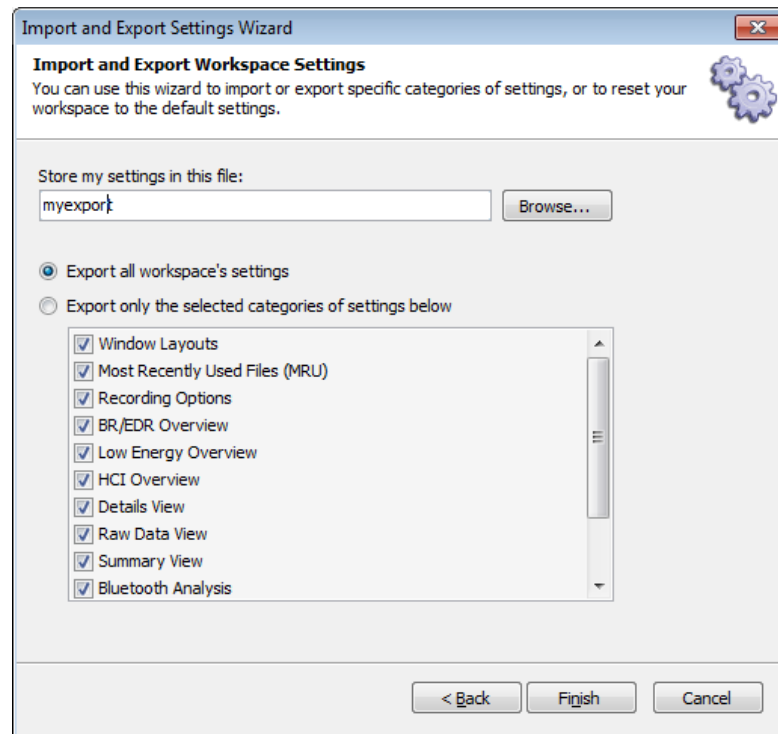 Import and Export Settings Wizard
Import and Export Workspace Settings
You can use this wizard to import or export specific categories of settings, or to reset your
workspace to the default settings.
Store my settings in this file:
myexport
Browse...
Export all workspace's settings
Export only the selected categories of settings below
Window Layouts
Most Recently Used Files (MRU)
Recording Options
BR/EDR Overview
Low Energy Overview
HCI Overview
Details View
Raw Data View
Summary View
Bluetooth Analysis
< Back
Finish
Cancel